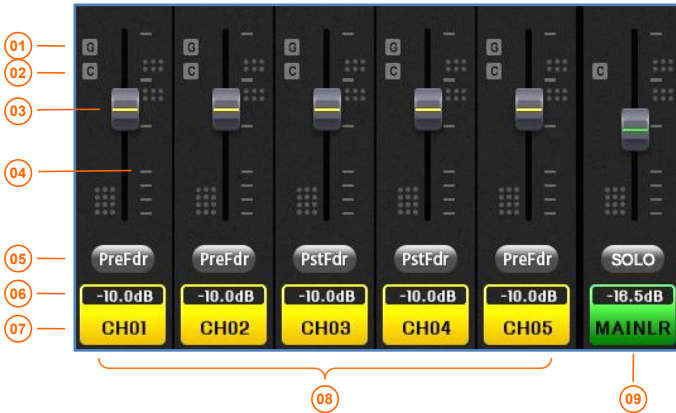 01
G G G G G
02
C C C C C C
03
04
05
PreFdr PreFdr PstFdr PstFdr PreFdr SOLO
06
-10.0dB -10.0dB -10.0dB -10.0dB -10.0dB -16.5dB
07
CH01 CH02 CH03 CH04 CH05 MAINLR
08 09